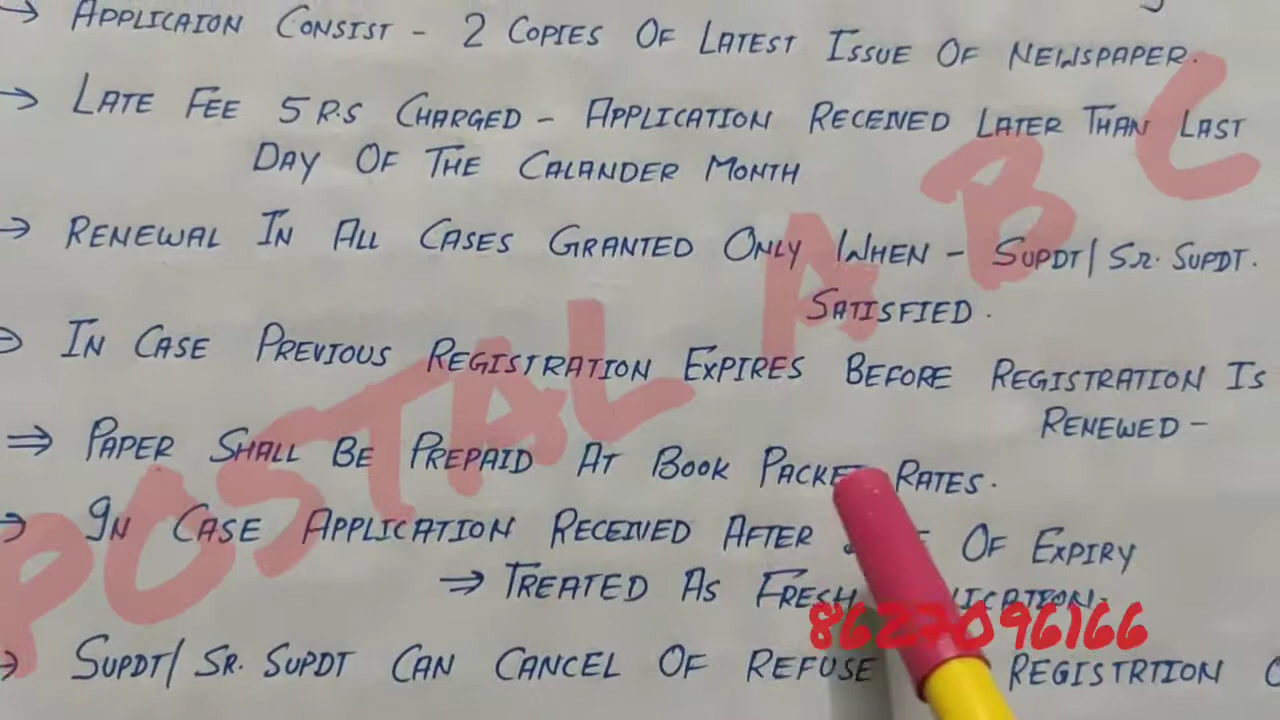 → APPLICAION CONSIST - 2 COPIES OF LATEST ISSUE OF NEWSPAPER.
→ LATE FEE 5 R.S CHARGED - APPLICATION RECEIVED LATER THAN LAST
DAY OF THE CALANDER MONTH
→ RENEWAL IN ALL CASES GRANTED ONLY WHEN - SUPDT/SR. SUPDT.
SATISFIED.
⇒ IN CASE PREVIOUS REGISTRATION EXPIRES BEFORE REGISTRATION IS
RENEWED -
⇒ PAPER SHALL BE PREPAID AT BOOK PACKET RATES.
→ IN CASE APPLICATION RECEIVED AFTER OF EXPIRY
⇒ TREATED AS FRESH
→ SUPDT/SR. SUPDT CAN CANCEL OF REFUSE REGISTRTION
POSTAL ABC
8627096166